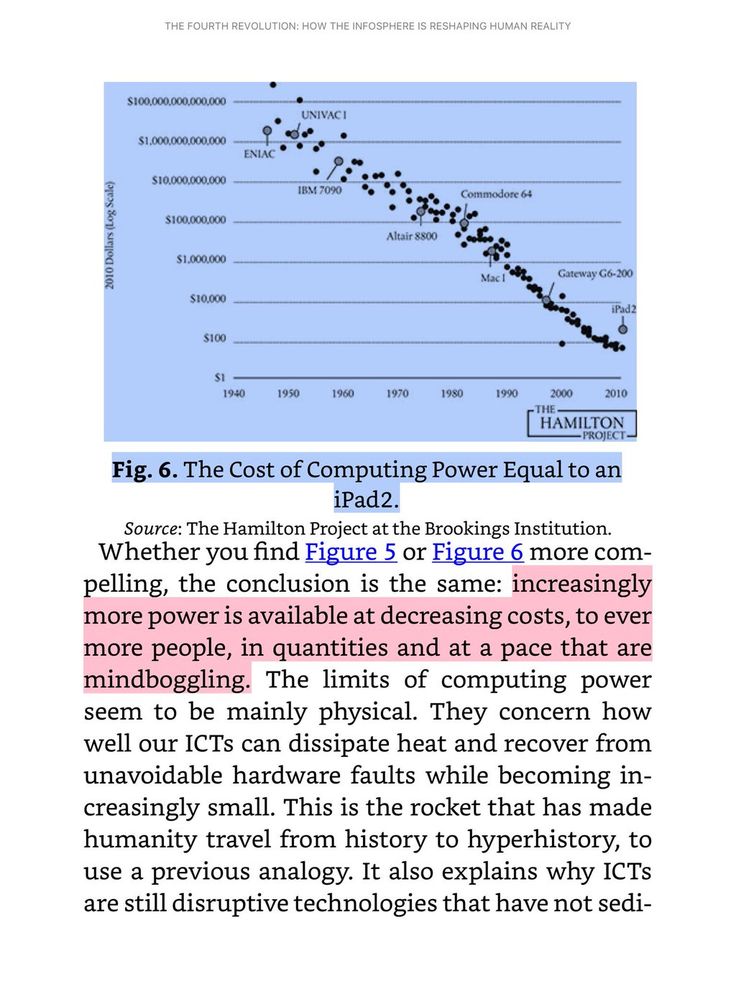 THE FOURTH REVOLUTION: HOW THE INFOSPHERE IS RESHAPING HUMAN REALITY
$100,000,000,000,000
UNIVAC I
$1,000,000,000,000
ENIAC
$10,000,000,000
IBM 7090
Commodore 64
$100,000,000
Altair 8800
2010 Dollars (Log Scale)
$1,000,000
Mac I
Gateway G6-200
$10,000
iPad2
$100
$1
1940 1950 1960 1970 1980 1990 2000 2010
THE
HAMILTON
PROJECT
Fig. 6. The Cost of Computing Power Equal to an
iPad2.
Source: The Hamilton Project at the Brookings Institution.
Whether you find Figure 5 or Figure 6 more com-
pelling, the conclusion is the same: increasingly
more power is available at decreasing costs, to ever
more people, in quantities and at a pace that are
mindboggling. The limits of computing power
seem to be mainly physical. They concern how
well our ICTs can dissipate heat and recover from
unavoidable hardware faults while becoming in-
creasingly small. This is the rocket that has made
humanity travel from history to hyperhistory, to
use a previous analogy. It also explains why ICTs
are still disruptive technologies that have not sedi-